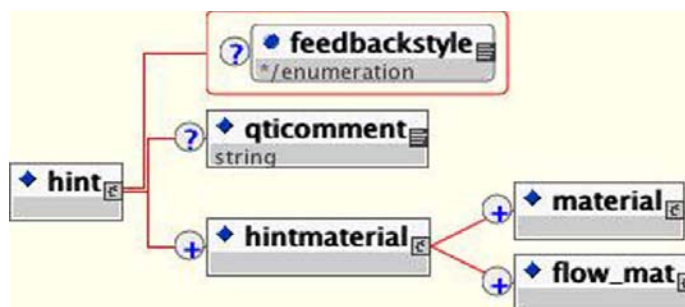 ?
feedbackstyle
*/enumeration
?
qticomment
string
hint
+
hintmaterial
+
material
+
flow_mat